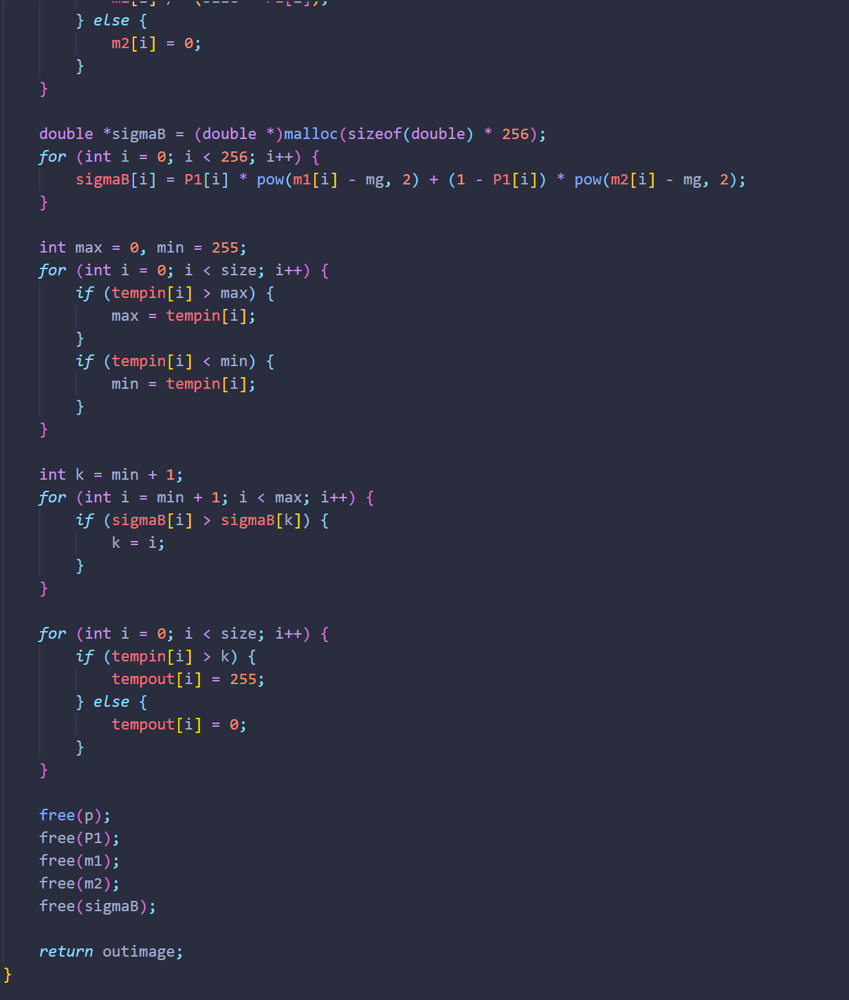 } else {
m2[i] = 0;
}
}
double *sigmaB = (double *)malloc(sizeof(double) * 256);
for (int i = 0; i < 256; i++) {
sigmaB[i] = P1[i] * pow(m1[i] - mg, 2) + (1 - P1[i]) * pow(m2[i] - mg, 2);
}
int max = 0, min = 255;
for (int i = 0; i < size; i++) {
if (tempin[i] > max) {
max = tempin[i];
}
if (tempin[i] < min) {
min = tempin[i];
}
}
int k = min + 1;
for (int i = min + 1; i < max; i++) {
if (sigmaB[i] > sigmaB[k]) {
k = i;
}
}
for (int i = 0; i < size; i++) {
if (tempin[i] > k) {
tempout[i] = 255;
} else {
tempout[i] = 0;
}
}
free(p);
free(P1);
free(m1);
free(m2);
free(sigmaB);
return outimage;
}